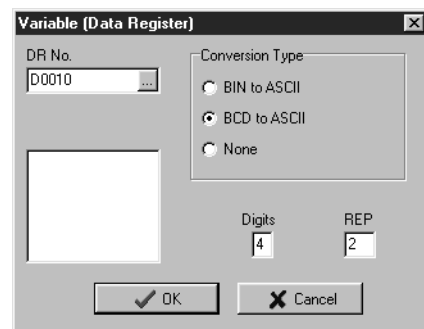 Variable (Data Register)
DR No.
D0010
...
Conversion Type
BIN to ASCII
BCD to ASCII
None
Digits
REP
4
2
OK
Cancel